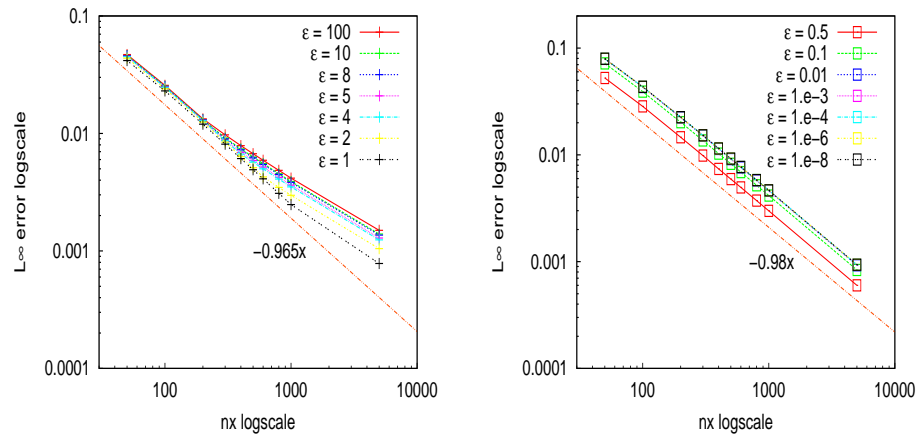 0.1
0.01
0.001
0.0001
L∞ error logscale
100
1000
10000
nx logscale
ε = 100
ε = 10
ε = 8
ε = 5
ε = 4
ε = 2
ε = 1
−0.965x
0.1
0.01
0.001
0.0001
L∞ error logscale
100
1000
10000
nx logscale
ε = 0.5
ε = 0.1
ε = 0.01
ε = 1.e−3
ε = 1.e−4
ε = 1.e−6
ε = 1.e−8
−0.98x